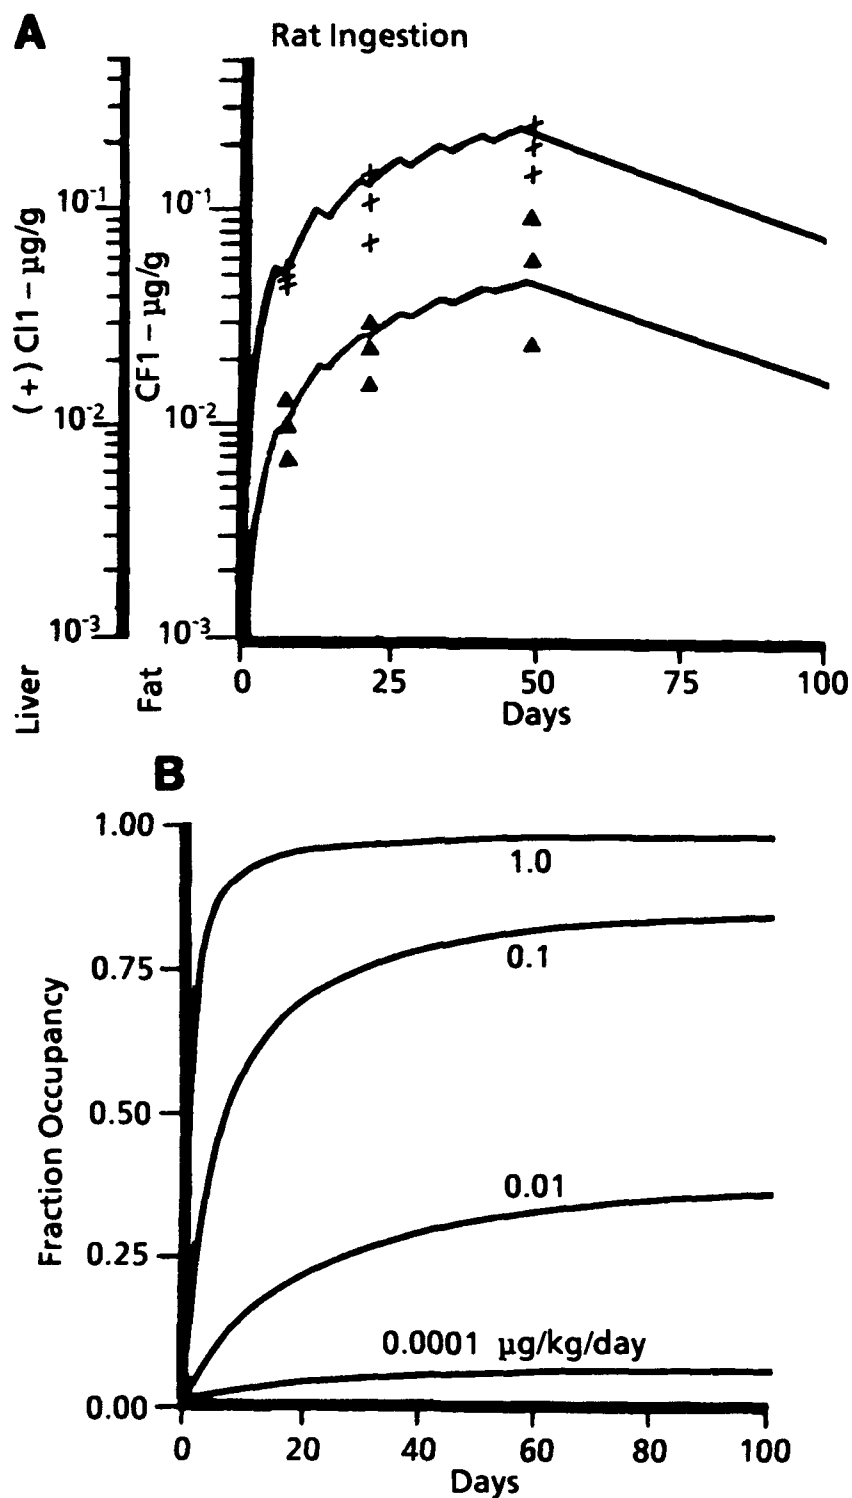 A
Rat Ingestion
10⁻¹
10⁻¹
(+) Cl1 – µg/g
CF1 – µg/g
10⁻²
10⁻²
10⁻³
10⁻³
Liver
Fat
0
25
50
75
100
Days
B
1.00
1.0
0.1
0.75
Fraction Occupancy
0.50
0.01
0.25
0.0001 µg/kg/day
0.00
0
20
40
60
80
100
Days